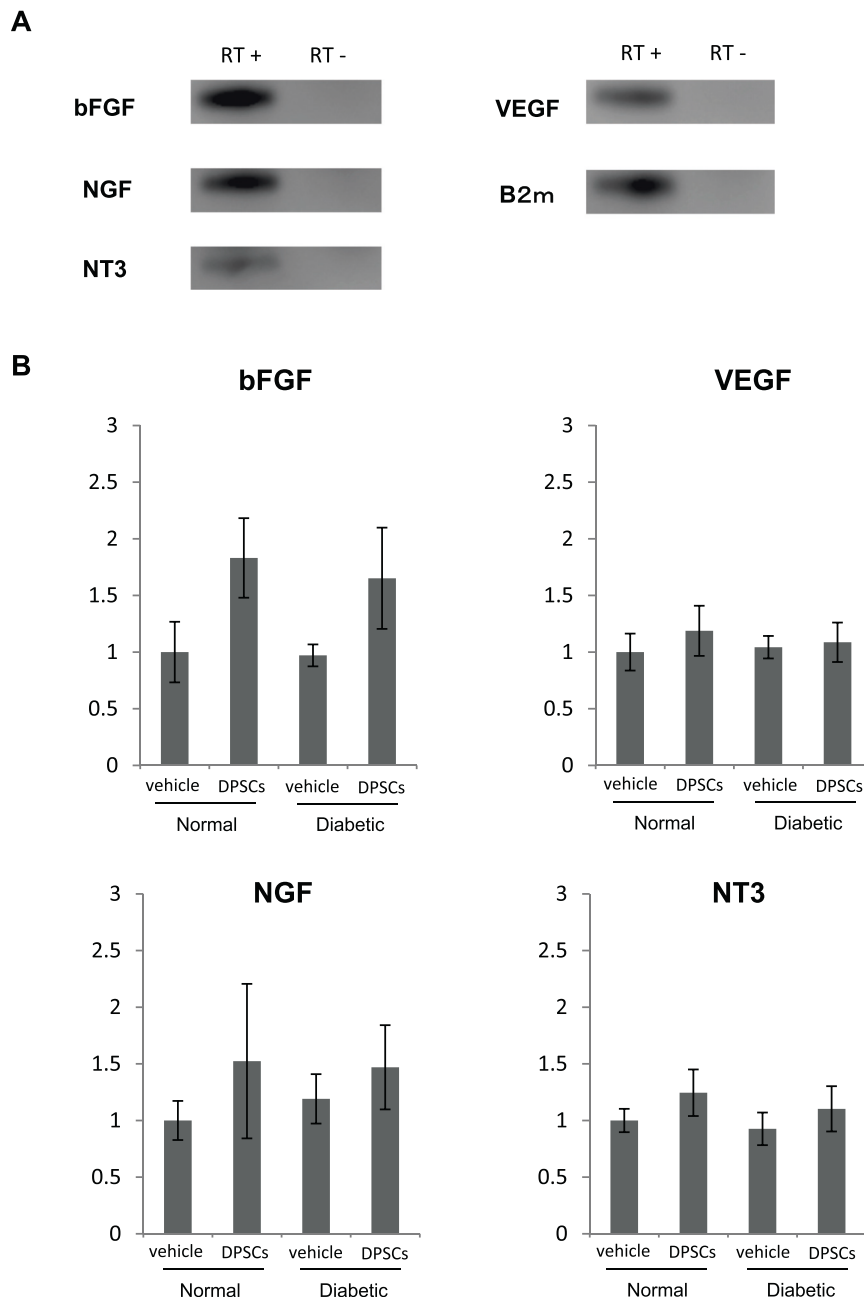 A
RT + RT -
RT + RT -
bFGF
VEGF
NGF
B2m
NT3
B
bFGF
3
2.5
2
1.5
1
0.5
0
vehicle DPSCs vehicle DPSCs
Normal Diabetic
VEGF
3
2.5
2
1.5
1
0.5
0
vehicle DPSCs vehicle DPSCs
Normal Diabetic
NGF
3
2.5
2
1.5
1
0.5
0
vehicle DPSCs vehicle DPSCs
Normal Diabetic
NT3
3
2.5
2
1.5
1
0.5
0
vehicle DPSCs vehicle DPSCs
Normal Diabetic